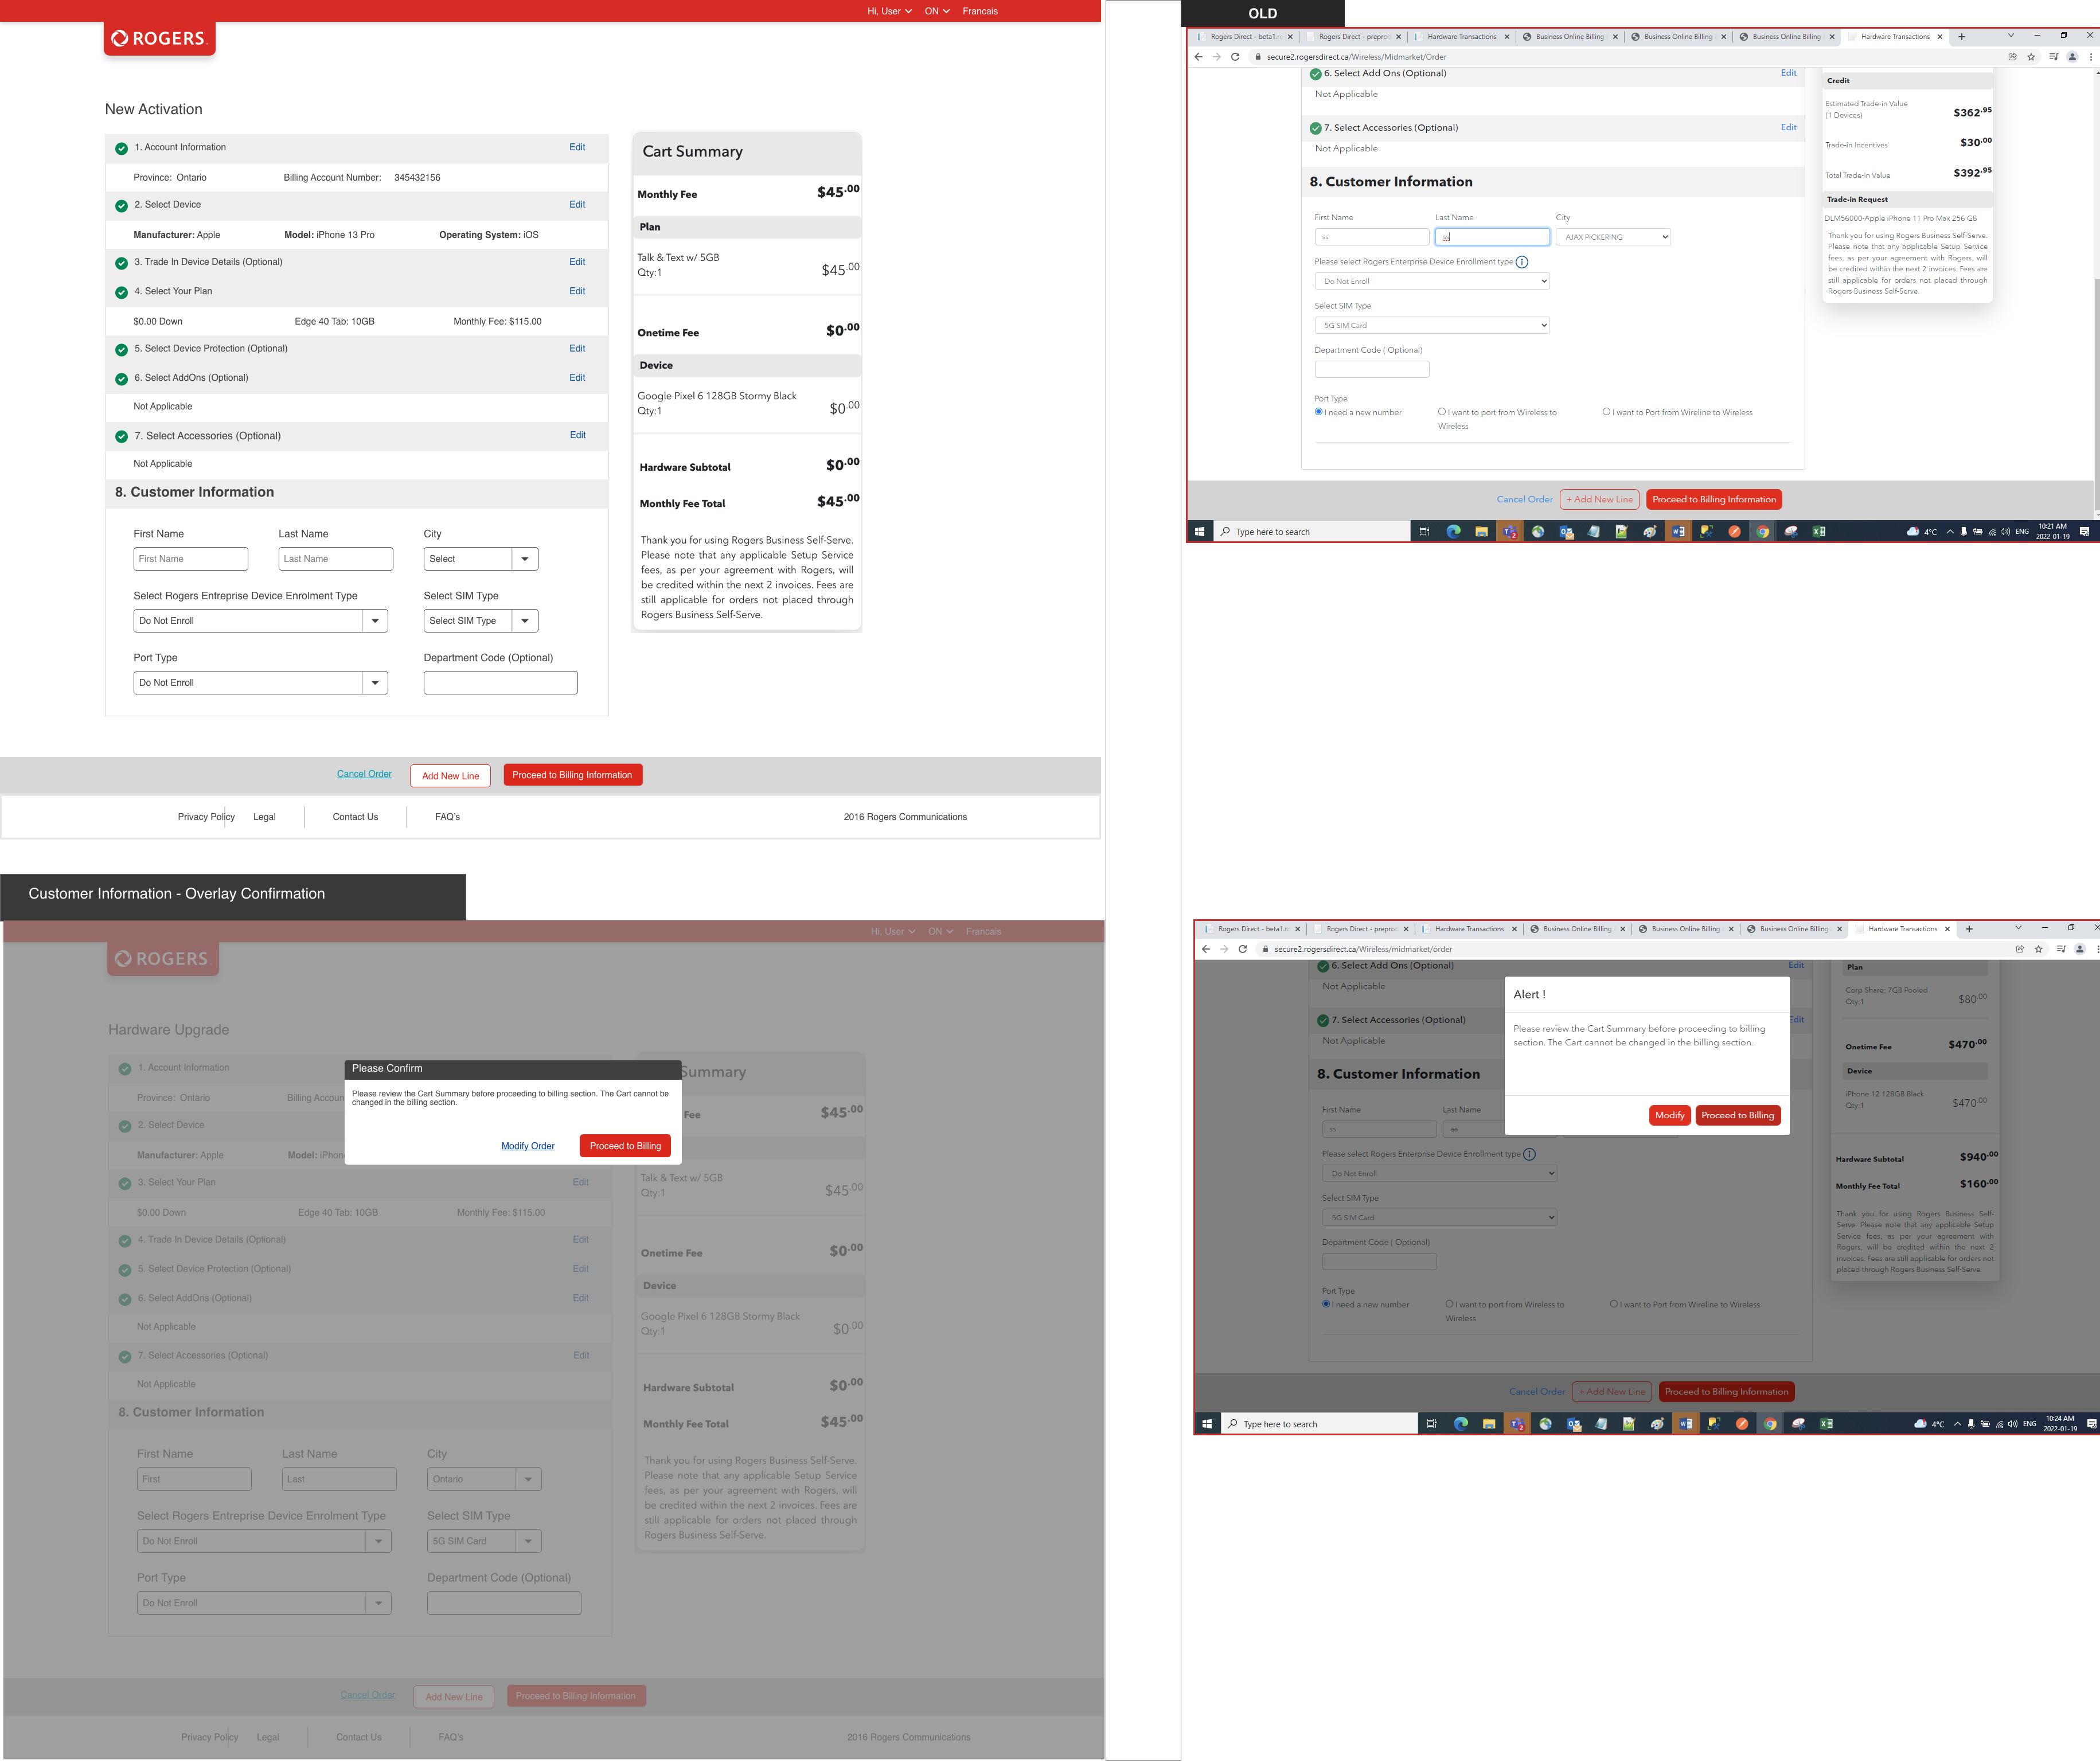 Hi, User ON Francais
ROGERS
New Activation
1. Account Information Edit
Province: Ontario Billing Account Number: 345432156
2. Select Device Edit
Manufacturer: Apple Model: iPhone 13 Pro Operating System: iOS
3. Trade In Device Details (Optional) Edit
4. Select Your Plan Edit
$0.00 Down Edge 40 Tab: 10GB Monthly Fee: $115.00
5. Select Device Protection (Optional) Edit
6. Select AddOns (Optional) Edit
Not Applicable
7. Select Accessories (Optional) Edit
Not Applicable
8. Customer Information
First Name Last Name City
First Name Last Name Select
Select Rogers Entreprise Device Enrolment Type Select SIM Type
Do Not Enroll Select SIM Type
Port Type Department Code (Optional)
Do Not Enroll
Cart Summary
Monthly Fee $45.00
Plan
Talk & Text w/ 5GB
Qty:1 $45.00
Onetime Fee $0.00
Device
Google Pixel 6 128GB Stormy Black
Qty:1 $0.00
Hardware Subtotal $0.00
Monthly Fee Total $45.00
Thank you for using Rogers Business Self-Serve.
Please note that any applicable Setup Service
fees, as per your agreement with Rogers, will
be credited within the next 2 invoices. Fees are
still applicable for orders not placed through
Rogers Business Self-Serve.
Cancel Order Add New Line Proceed to Billing Information
Privacy Policy Legal Contact Us FAQ's 2016 Rogers Communications
OLD
Rogers Direct - beta1.r Rogers Direct - preproc Hardware Transactions Business Online Billing Business Online Billing Business Online Billing Hardware Transactions
secure2.rogersdirect.ca/Wireless/Midmarket/Order
6. Select Add Ons (Optional) Edit
Not Applicable
7. Select Accessories (Optional) Edit
Not Applicable
8. Customer Information
First Name Last Name City
ss ss AJAX PICKERING
Please select Rogers Enterprise Device Enrollment type
Do Not Enroll
Select SIM Type
5G SIM Card
Department Code ( Optional)
Port Type
I need a new number I want to port from Wireless to I want to Port from Wireline to Wireless
Wireless
Credit
Estimated Trade-in Value
(1 Devices) $362.95
Trade-in Incentives $30.00
Total Trade-In Value $392.95
Trade-in Request
DLM56000-Apple iPhone 11 Pro Max 256 GB
Thank you for using Rogers Business Self-Serve.
Please note that any applicable Setup Service
fees, as per your agreement with Rogers, will
be credited within the next 2 invoices. Fees are
still applicable for orders not placed through
Rogers Business Self-Serve.
Cancel Order + Add New Line Proceed to Billing Information
Type here to search 4°C ENG 10:21 AM
2022-01-19
Customer Information - Overlay Confirmation
Hi, User ON Francais
ROGERS
Hardware Upgrade
1. Account Information
Province: Ontario Billing Accoun
2. Select Device
Manufacturer: Apple Model: iPhon
3. Select Your Plan Edit
$0.00 Down Edge 40 Tab: 10GB Monthly Fee: $115.00
4. Trade In Device Details (Optional) Edit
5. Select Device Protection (Optional) Edit
6. Select AddOns (Optional) Edit
Not Applicable
7. Select Accessories (Optional) Edit
Not Applicable
8. Customer Information
First Name Last Name City
First Last Ontario
Select Rogers Entreprise Device Enrolment Type Select SIM Type
Do Not Enroll 5G SIM Card
Port Type Department Code (Optional)
Do Not Enroll
Please Confirm
Please review the Cart Summary before proceeding to billing section. The Cart cannot be
changed in the billing section.
Modify Order Proceed to Billing
Summary
Fee $45.00
Talk & Text w/ 5GB
Qty:1 $45.00
Onetime Fee $0.00
Device
Google Pixel 6 128GB Stormy Black
Qty:1 $0.00
Hardware Subtotal $0.00
Monthly Fee Total $45.00
Thank you for using Rogers Business Self-Serve.
Please note that any applicable Setup Service
fees, as per your agreement with Rogers, will
be credited within the next 2 invoices. Fees are
still applicable for orders not placed through
Rogers Business Self-Serve.
Cancel Order Add New Line Proceed to Billing Information
Privacy Policy Legal Contact Us FAQ's 2016 Rogers Communications
Rogers Direct - beta1.r Rogers Direct - preproc Hardware Transactions Business Online Billing Business Online Billing Business Online Billing Hardware Transactions
secure2.rogersdirect.ca/Wireless/midmarket/order
6. Select Add Ons (Optional) Edit
Not Applicable
7. Select Accessories (Optional) Edit
Not Applicable
8. Customer Information
First Name Last Name
ss ss
Please select Rogers Enterprise Device Enrollment type
Do Not Enroll
Select SIM Type
5G SIM Card
Department Code ( Optional)
Port Type
I need a new number I want to port from Wireless to I want to Port from Wireline to Wireless
Wireless
Alert !
Please review the Cart Summary before proceeding to billing
section. The Cart cannot be changed in the billing section.
Modify Proceed to Billing
Plan
Corp Share: 7GB Pooled
Qty:1 $80.00
Onetime Fee $470.00
Device
iPhone 12 128GB Black
Qty:1 $470.00
Hardware Subtotal $940.00
Monthly Fee Total $160.00
Thank you for using Rogers Business Self-
Serve. Please note that any applicable Setup
Service fees, as per your agreement with
Rogers, will be credited within the next 2
invoices. Fees are still applicable for orders not
placed through Rogers Business Self-Serve.
Cancel Order + Add New Line Proceed to Billing Information
Type here to search 4°C ENG 10:24 AM
2022-01-19